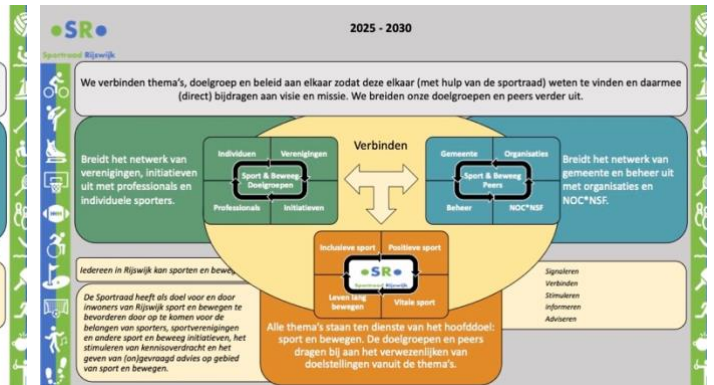 SR
Sportraad Rijswijk
2025 - 2030
We verbinden thema's, doelgroep en beleid aan elkaar zodat deze elkaar (met hulp van de sportraad) weten te vinden en daarmee
(direct) bijdragen aan visie en missie. We breiden onze doelgroepen en peers verder uit.
Breidt het netwerk van
verenigingen, initiatieven
uit met professionals en
individuele sporters.
Individuen
Verenigingen
Sport & Beweeg
Doelgroepen
Professionals
Initiatieven
Verbinden
Gemeente
Organisaties
Sport & Beweeg
Peers
Beheer
NOC*NSF
Breidt het netwerk van
gemeente en beheer uit
met organisaties en
NOC*NSF.
Inclusieve sport
Positieve sport
SR
Sportraad Rijswijk
Leven lang
bewegen
Vitale sport
Alle thema's staan ten dienste van het hoofddoel:
sport en bewegen. De doelgroepen en peers
dragen bij aan het verwezenlijken van
doelstellingen vanuit de thema's.
Iedereen in Rijswijk kan sporten en beweg
De Sportraad heeft als doel voor en door
inwoners van Rijswijk sport en bewegen te
bevorderen door op te komen voor de
belangen van sporters, sportverenigingen
en andere sport en beweeg initiatieven, het
stimuleren van kennisoverdracht en het
geven van (on)gevraagd advies op gebied
van sport en bewegen.
Signaleren
Verbinden
Stimuleren
informeren
Adviseren